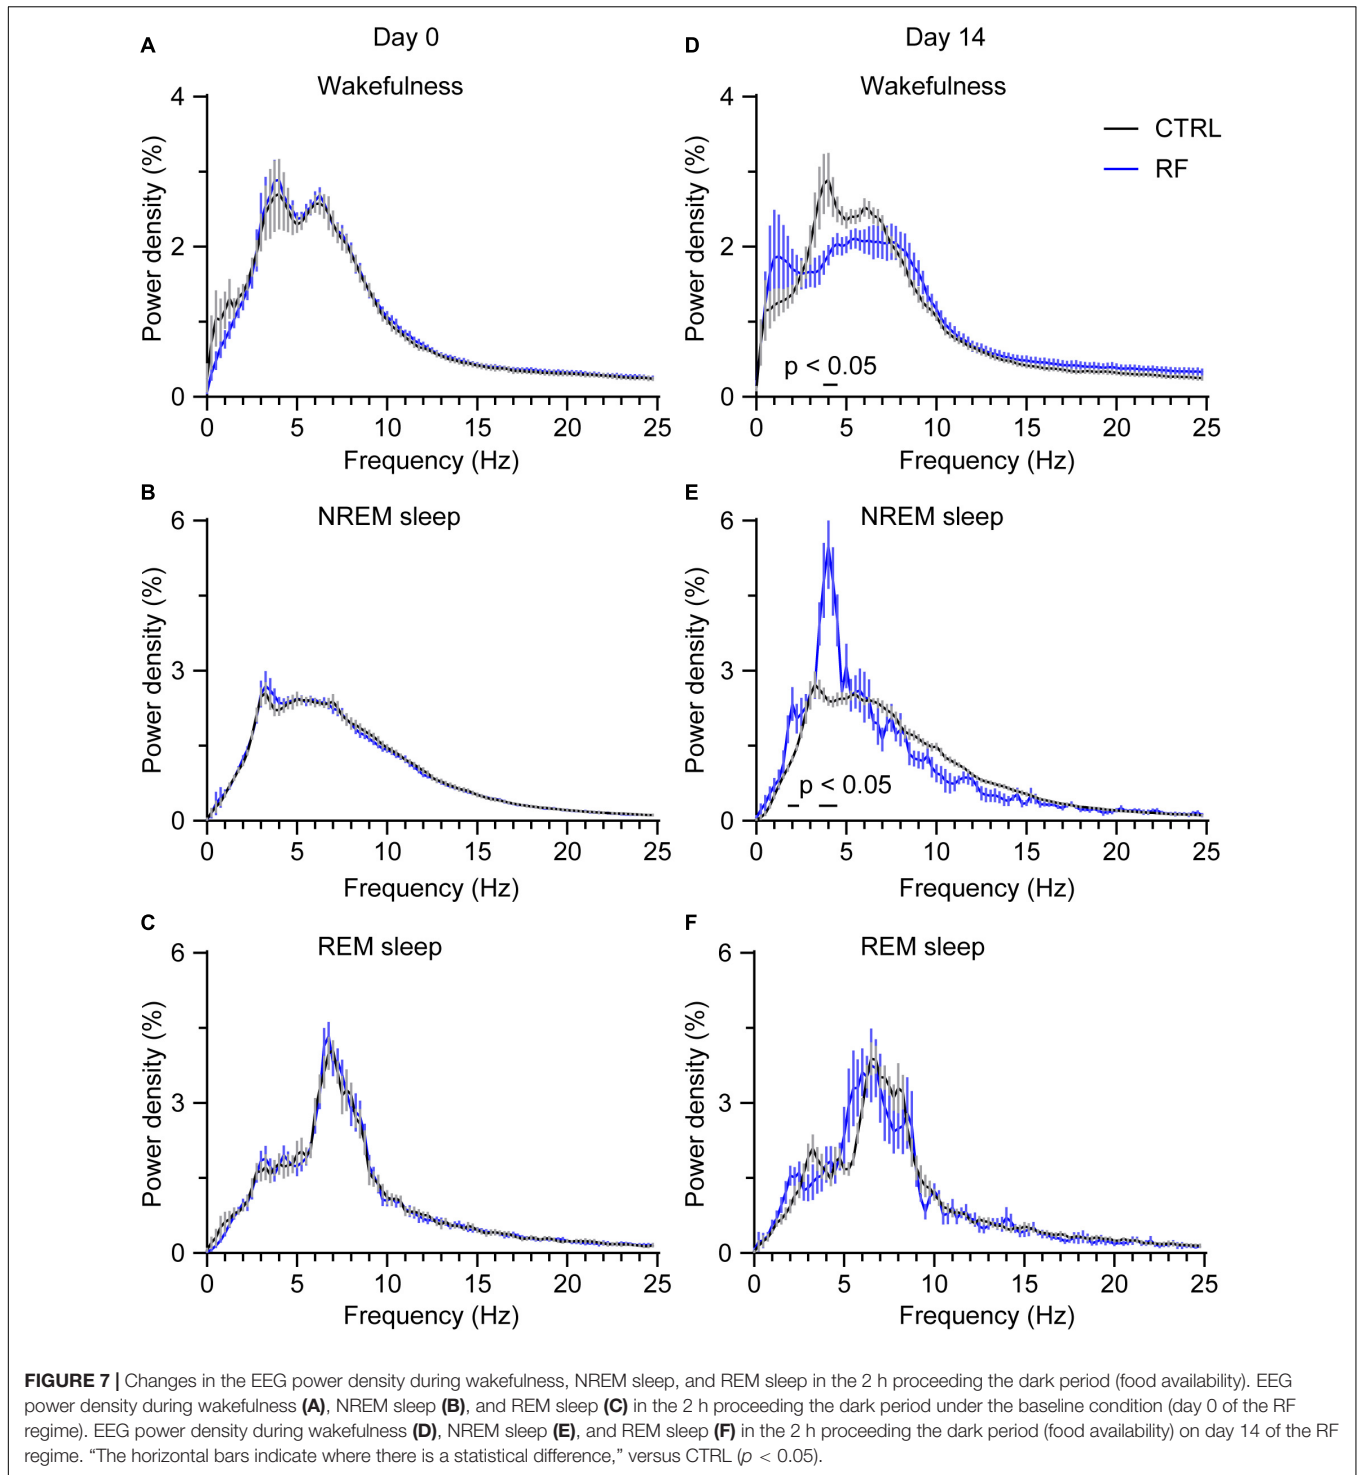 A
Day 0
Wakefulness
4
2
0
Power density (%)
0 5 10 15 20 25
Frequency (Hz)
D
Day 14
Wakefulness
CTRL
RF
4
2
0
Power density (%)
p < 0.05
0 5 10 15 20 25
Frequency (Hz)
B
NREM sleep
6
3
0
Power density (%)
0 5 10 15 20 25
Frequency (Hz)
E
NREM sleep
6
3
0
Power density (%)
p < 0.05
0 5 10 15 20 25
Frequency (Hz)
C
REM sleep
6
3
0
Power density (%)
0 5 10 15 20 25
Frequency (Hz)
F
REM sleep
6
3
0
Power density (%)
0 5 10 15 20 25
Frequency (Hz)
FIGURE 7 | Changes in the EEG power density during wakefulness, NREM sleep, and REM sleep in the 2 h proceeding the dark period (food availability). EEG
power density during wakefulness (A), NREM sleep (B), and REM sleep (C) in the 2 h proceeding the dark period under the baseline condition (day 0 of the RF
regime). EEG power density during wakefulness (D), NREM sleep (E), and REM sleep (F) in the 2 h proceeding the dark period (food availability) on day 14 of the RF
regime. “The horizontal bars indicate where there is a statistical difference,” versus CTRL (p < 0.05).